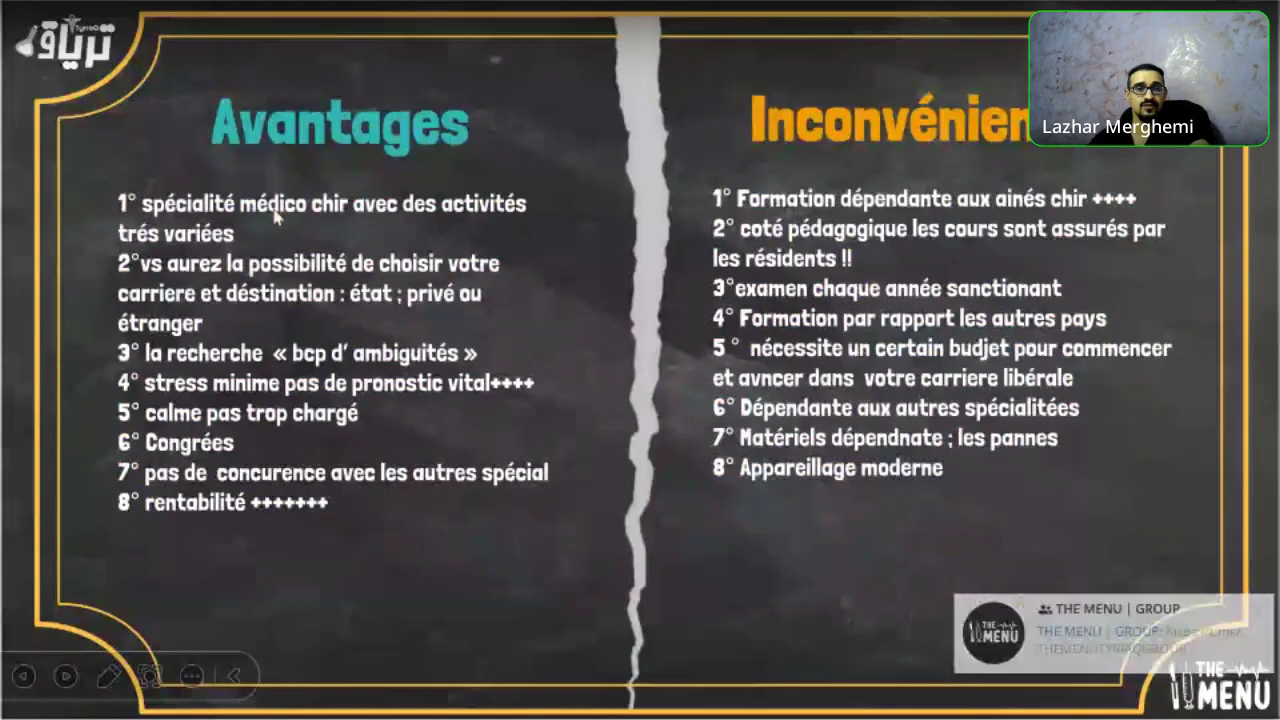 ترياق
Avantages
1° spécialité médico chir avec des activités
trés variées
2°vs aurez la possibilité de choisir votre
carriere et déstination : état ; privé ou
étranger
3° la recherche « bcp d' ambiguités »
4° stress minime pas de pronostic vital++++
5° calme pas trop chargé
6° Congrées
7° pas de concurence avec les autres spécial
8° rentabilité +++++++
Inconvénien
Lazhar Merghemi
1° Formation dépendante aux ainés chir ++++
2° coté pédagogique les cours sont assurés par
les résidents !!
3°examen chaque année sanctionant
4° Formation par rapport les autres pays
5 ° nécessite un certain budjet pour commencer
et avncer dans votre carriere libérale
6° Dépendante aux autres spécialitées
7° Matériels dépendnate ; les pannes
8° Appareillage moderne
THE MENU | GROUP
THE MENU | GROUP:
THE MENU
THE MENU